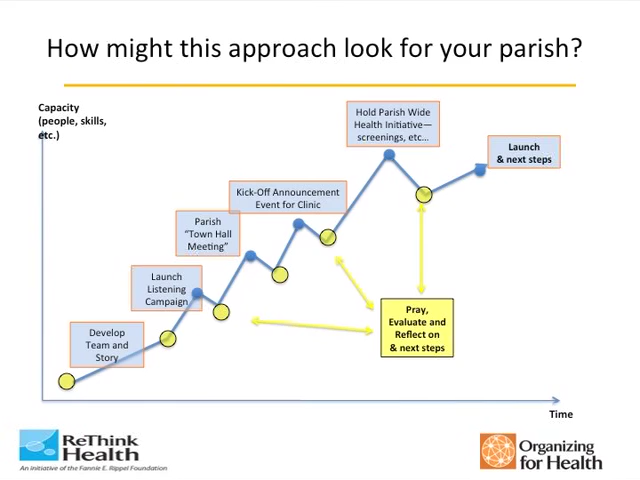 How might this approach look for your parish?
Capacity
(people, skills,
etc.)
Hold Parish Wide
Health Initiative—
screenings, etc...
Launch
& next steps
Kick-Off Announcement
Event for Clinic
Parish
“Town Hall
Meeting”
Launch
Listening
Campaign
Develop
Team and
Story
Pray,
Evaluate and
Reflect on
& next steps
Time
ReThink
Health
An Initiative of the Fannie E. Rippel Foundation
Organizing
for Health